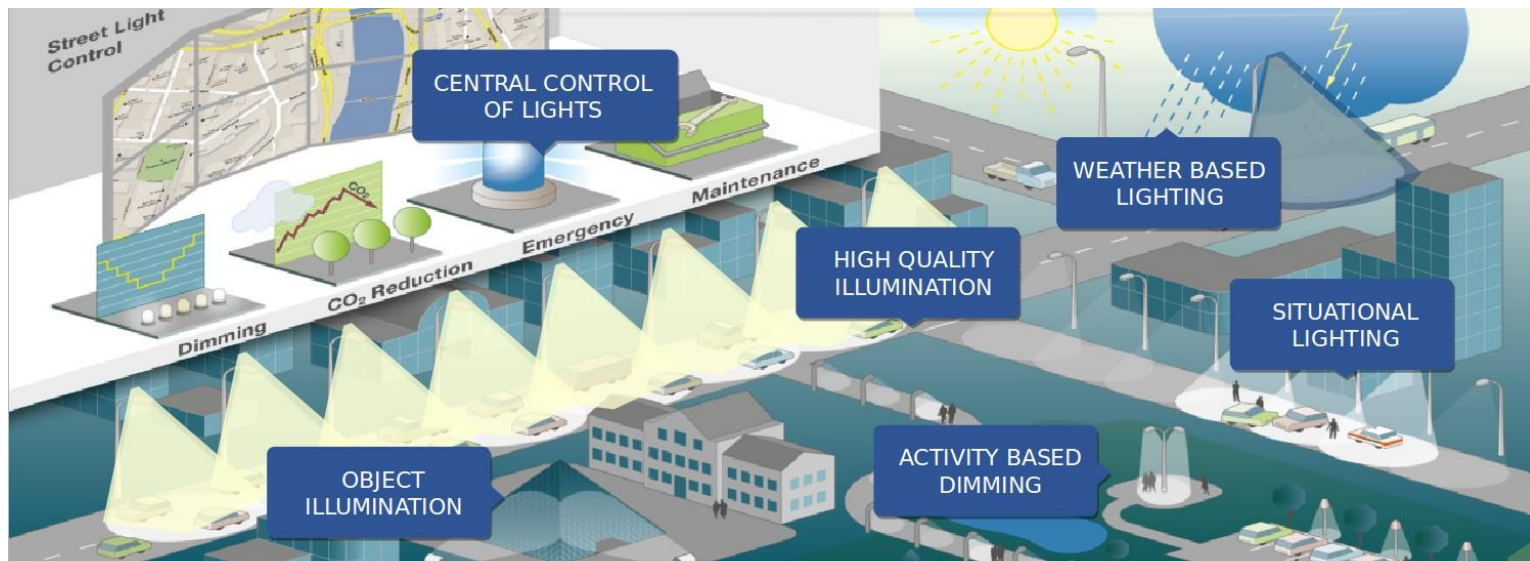 Street Light
Control
CENTRAL CONTROL
OF LIGHTS
WEATHER BASED
LIGHTING
HIGH QUALITY
ILLUMINATION
SITUATIONAL
LIGHTING
CO₂
Dimming
CO₂ Reduction
Emergency
Maintenance
OBJECT
ILLUMINATION
ACTIVITY BASED
DIMMING